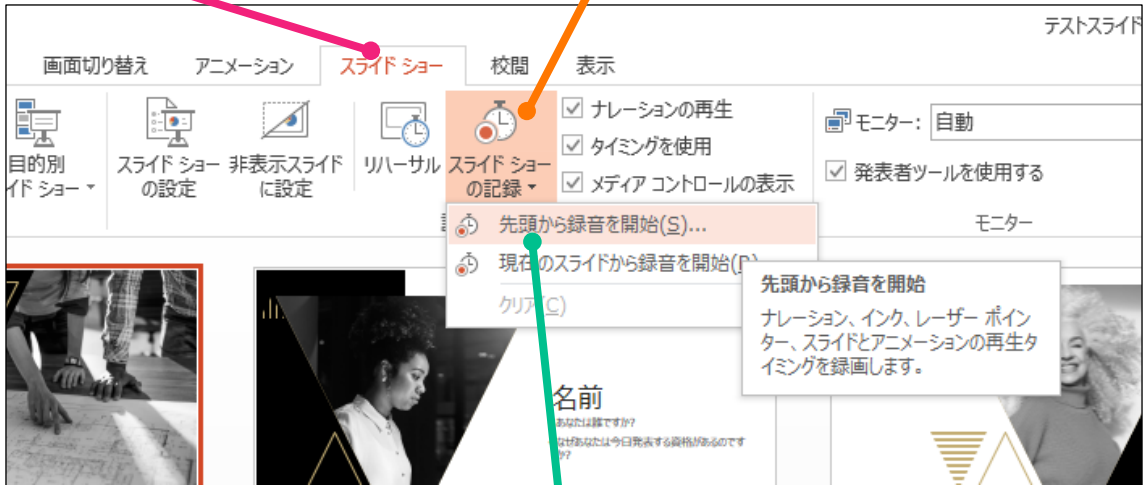 テストスライド
画面切り替え アニメーション スライド ショー 校閲 表示
目的別
イド ショー
スライド ショー
の設定
非表示スライド
に設定
リハーサル
スライド ショー
の記録
ナレーションの再生
タイミングを使用
メディア コントロールの表示
モニター: 自動
発表者ツールを使用する
モニター
先頭から録音を開始(S)...
現在のスライドから録音を開始(R)
クリア(C)
先頭から録音を開始
ナレーション、インク、レーザー ポイン
ター、スライドとアニメーションの再生タ
イミングを録画します。
名前
あなたは誰ですか?
なぜあなたは今日発表する資格があるのです
か?